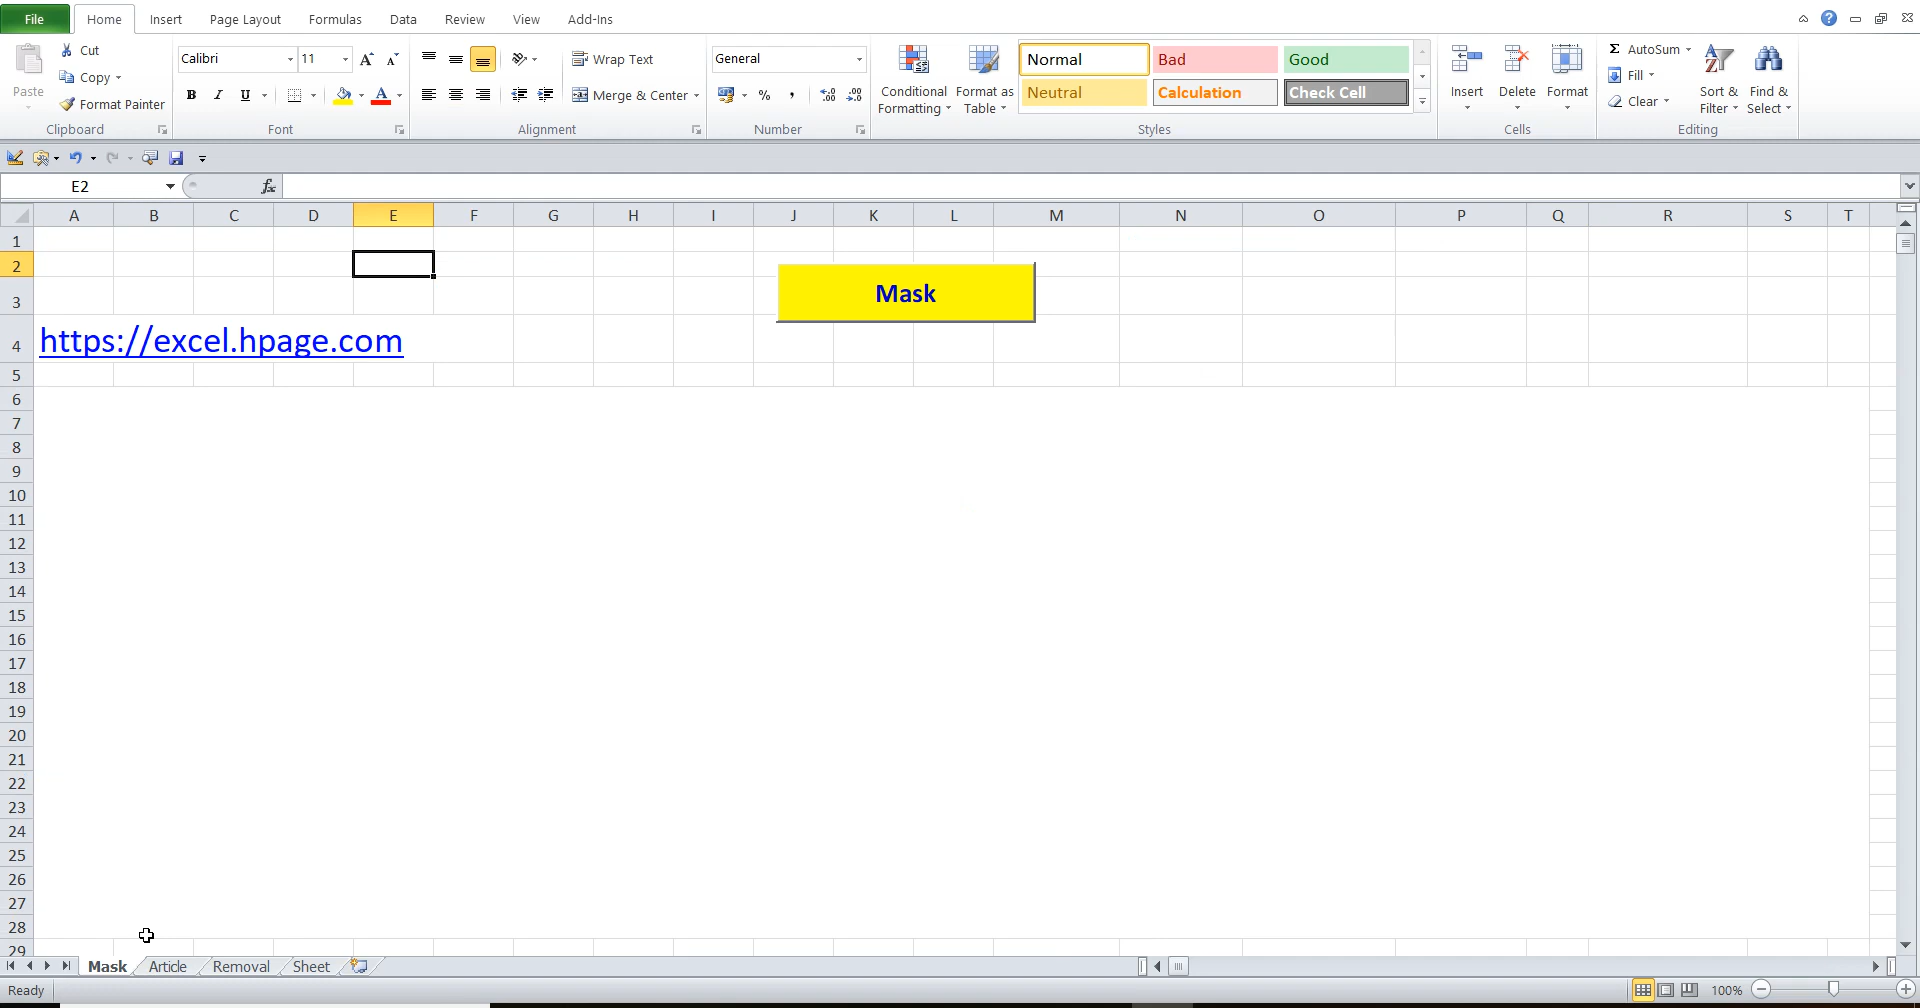 File Home Insert Page Layout Formulas Data Review View Add-Ins
Cut
Calibri 11 Wrap Text General Normal Bad Good AutoSum
Copy Fill
Paste Conditional Format as Insert Delete Format Sort & Find &
Format Painter B I U Merge & Center % , Formatting Table Neutral Calculation Check Cell Clear Filter Select
Clipboard Font Alignment Number Styles Cells Editing
E2 fx
A B C D E F G H I J K L M N O P Q R S T
1
2
Mask
3
4 https://excel.hpage.com
5
6
7
8
9
10
11
12
13
14
15
16
17
18
19
20
21
22
23
24
25
26
27
28
29
Mask Article Removal Sheet
Ready 100%